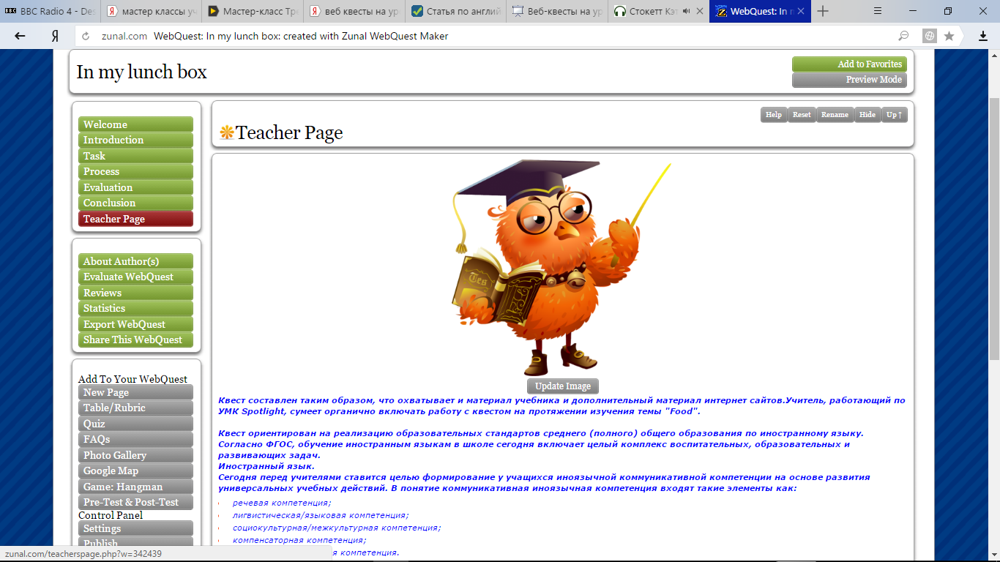 BBC Radio 4 - Des
мастер классы уч
Мастер-класс Тре
веб квесты на ур
Статья по англий
Веб-квесты на ур
Стокетт Кэт
WebQuest: In m
zunal.com WebQuest: In my lunch box: created with Zunal WebQuest Maker
In my lunch box
Add to Favorites
Preview Mode
Welcome
Introduction
Task
Process
Evaluation
Conclusion
Teacher Page
About Author(s)
Evaluate WebQuest
Reviews
Statistics
Export WebQuest
Share This WebQuest
Add To Your WebQuest
New Page
Table/Rubric
Quiz
FAQs
Photo Gallery
Google Map
Game: Hangman
Pre-Test & Post-Test
Control Panel
Settings
Publish
Help
Reset
Rename
Hide
Up↑
Teacher Page
Update Image
Квест составлен таким образом, что охватывает и материал учебника и дополнительный материал интернет сайтов.Учитель, работающий по
УМК Spotlight, сумеет органично включать работу с квестом на протяжении изучения темы "Food".
Квест ориентирован на реализацию образовательных стандартов среднего (полного) общего образования по иностранному языку.
Согласно ФГОС, обучение иностранным языкам в школе сегодня включает целый комплекс воспитательных, образовательных и
развивающих задач.
Иностранный язык.
Сегодня перед учителями ставится целью формирование у учащихся иноязычной коммуникативной компетенции на основе развития
универсальных учебных действий. В понятие коммуникативная иноязычная компетенция входят такие элементы как:
речевая компетенция;
лигвистическая/языковая компетенция;
социокультурная/межкультурная компетенция;
компенсаторная компетенция;
компетенция.
zunal.com/teacherspage.php?w=342439